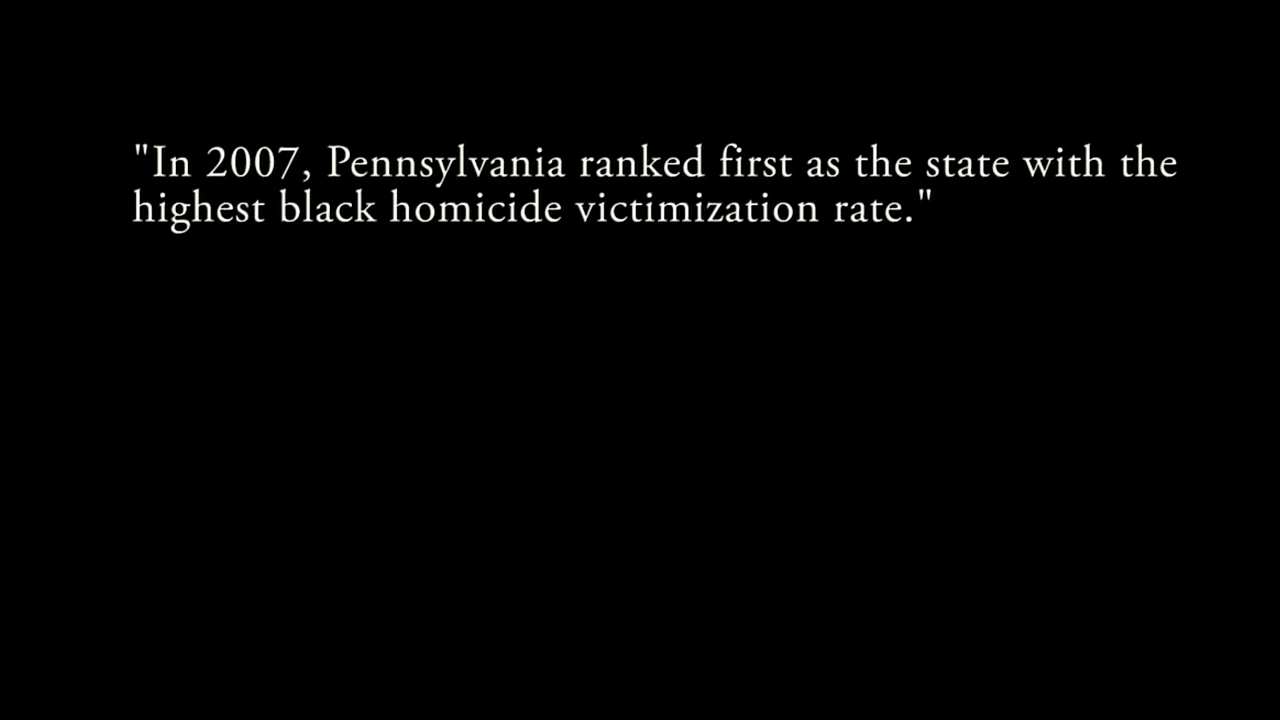 "In 2007, Pennsylvania ranked first as the state with the
highest black homicide victimization rate."